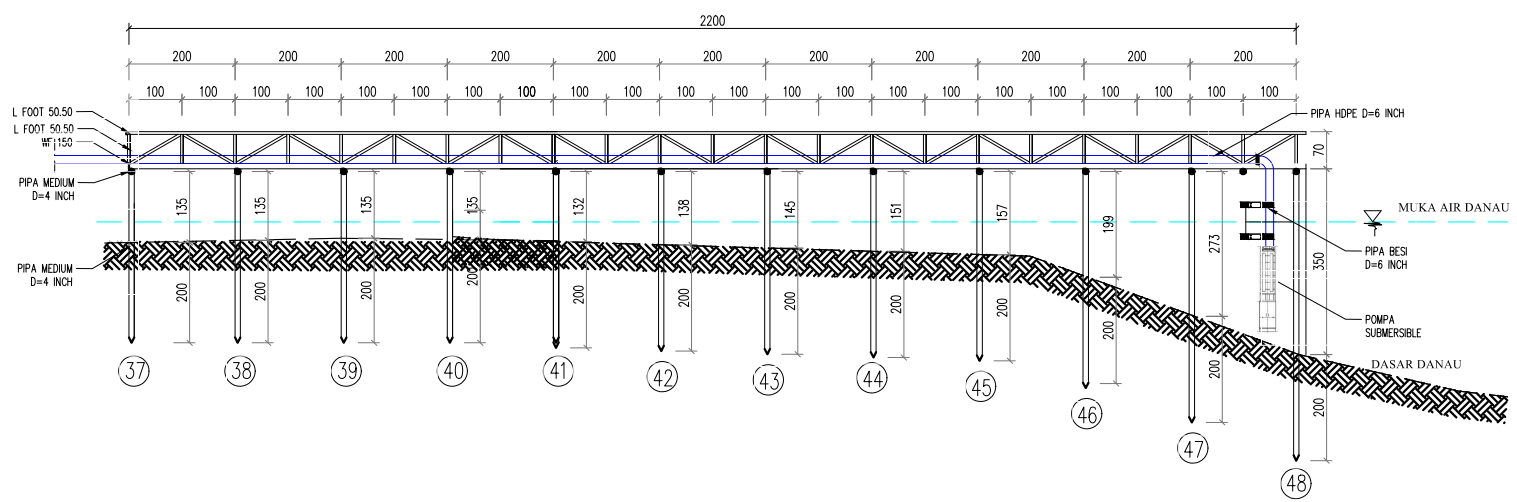 2200
200 200 200 200 200 200 200 200 200 200 200
100 100 100 100 100 100 100 100 100 100 100 100 100 100 100 100 100 100 100 100 100 100
L FOOT 50.50
L FOOT 50.50
WF 150
PIPA HDPE D=6 INCH
70
PIPA MEDIUM
D=4 INCH
135 135 135 135 132 138 145 151 157 199 273 350
MUKA AIR DANAU
PIPA BESI
D=6 INCH
PIPA MEDIUM
D=4 INCH
POMPA
SUBMERSIBLE
DASAR DANAU
200 200 200 200 200 200 200 200 200 200 200 200
37 38 39 40 41 42 43 44 45 46 47 48